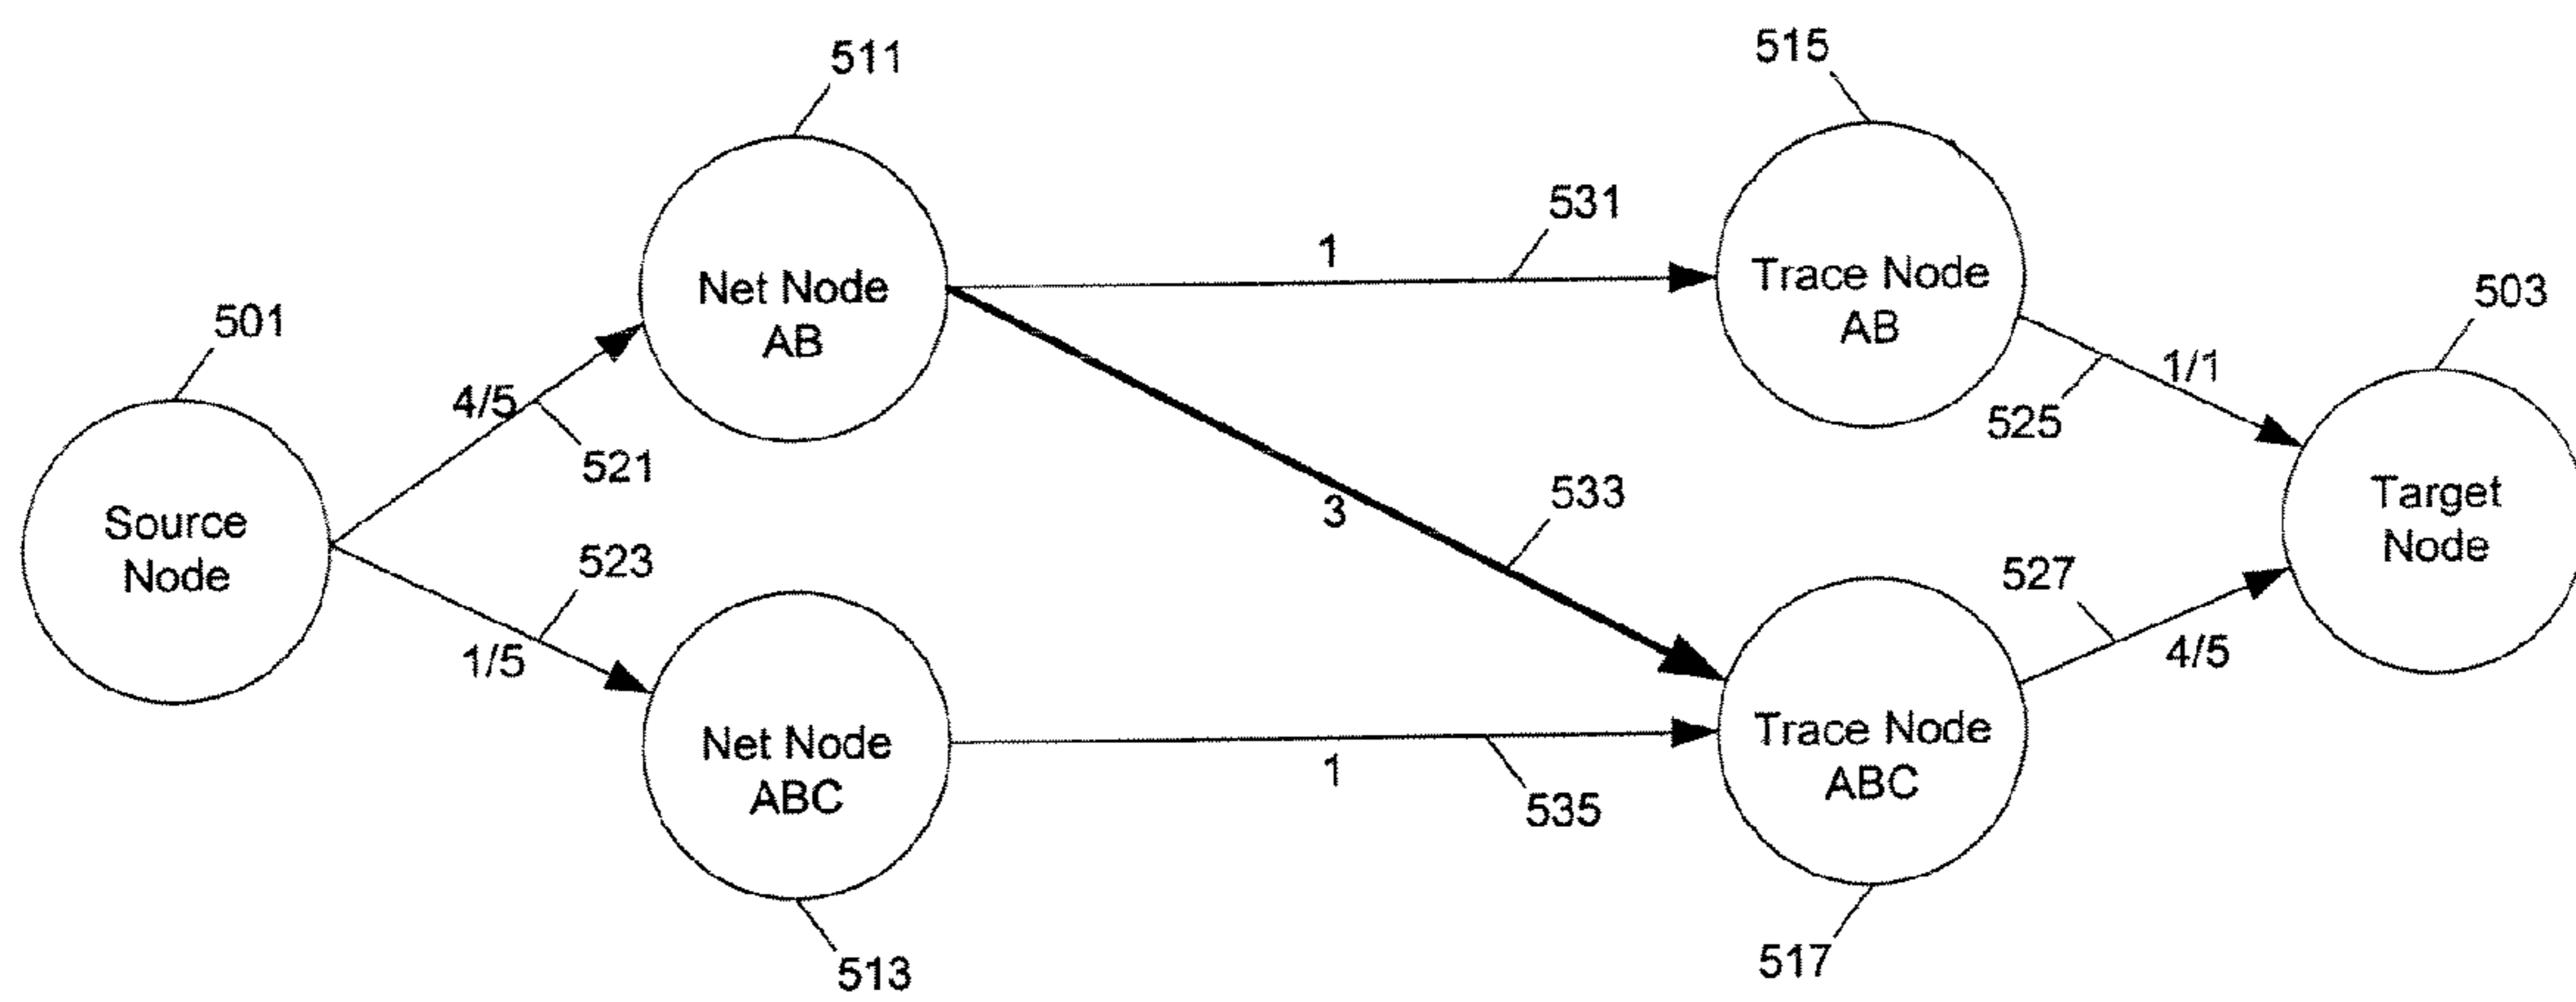 511
515
531
1
Net Node
AB
Trace Node
AB
503
501
4/5
521
1/1
525
Source
Node
533
3
Target
Node
523
1/5
527
4/5
Net Node
ABC
Trace Node
ABC
1
535
513
517